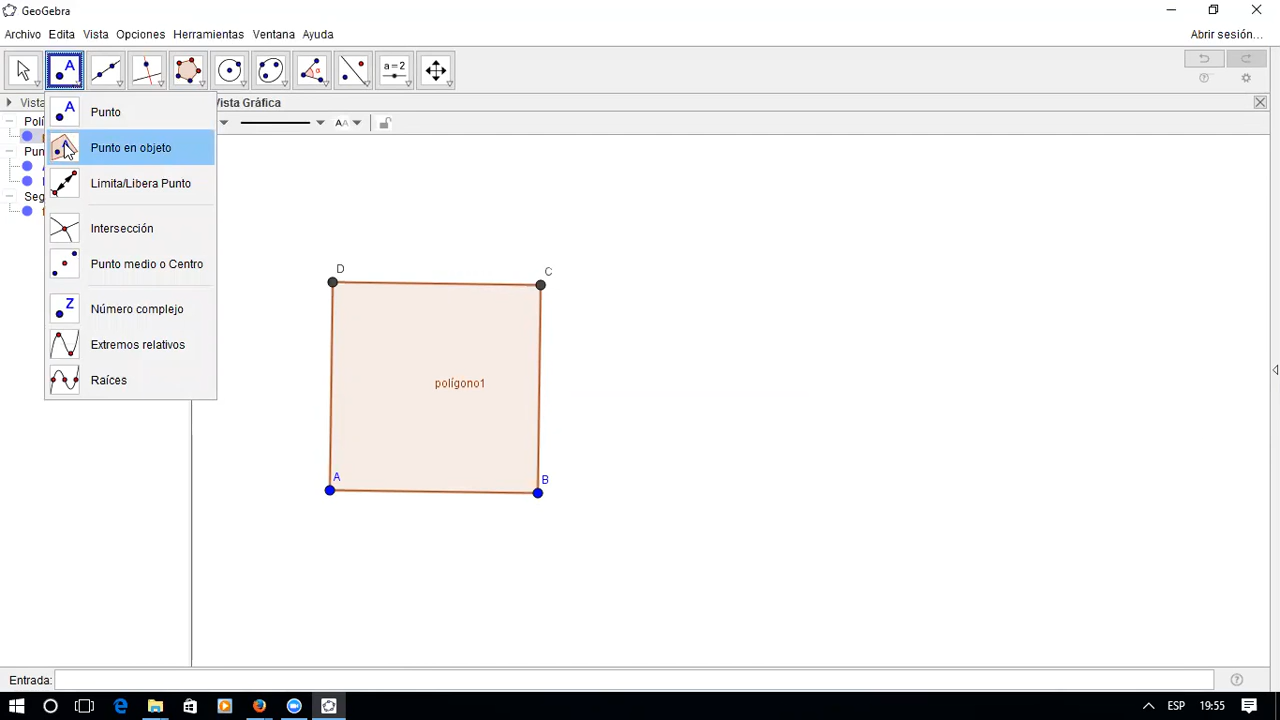 GeoGebra
Archivo Edita Vista Opciones Herramientas Ventana Ayuda Abrir sesión...
A a=2
Vista Gráfica
AA
A Punto
A Punto en objeto
Limita/Libera Punto
Intersección
Punto medio o Centro
Z Número complejo
Extremos relativos
Raíces
D C
polígono1
A B
Entrada:
ESP 19:55